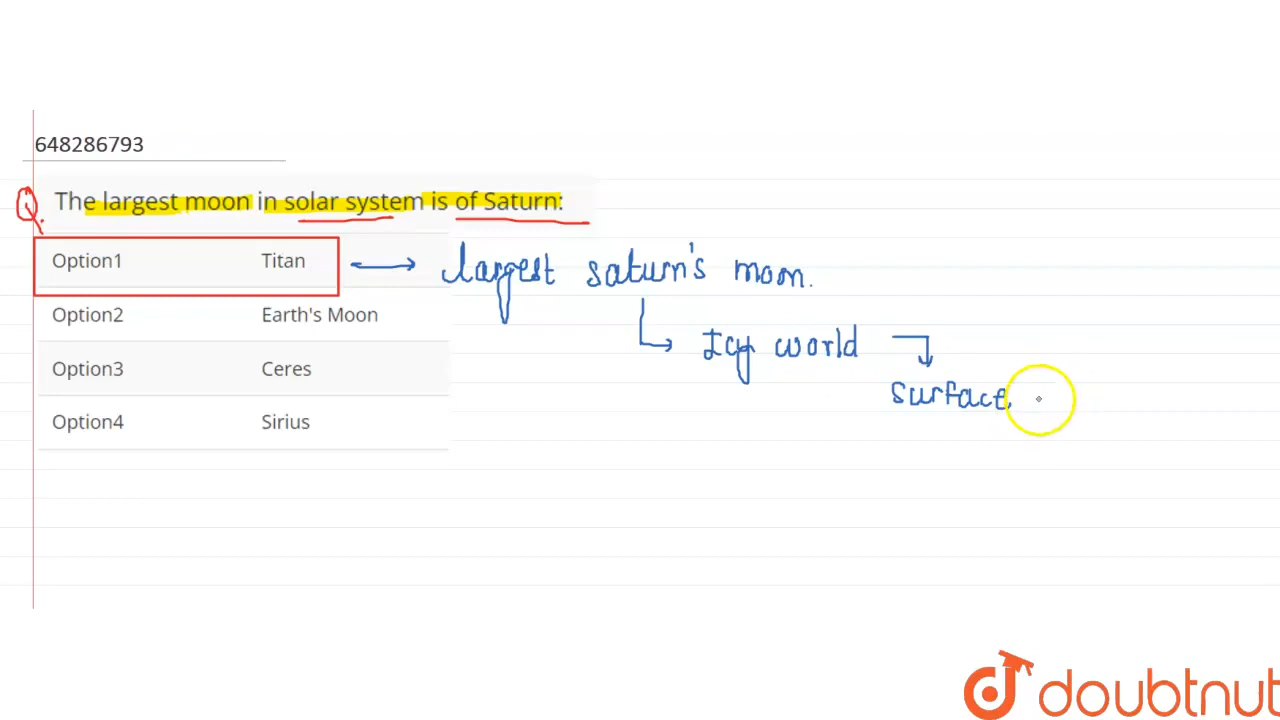 648286793
Q. The largest moon in solar system is of Saturn:
Option1 Titan → largest saturn's moon.
Option2 Earth's Moon
Icy world
Option3 Ceres
surface
Option4 Sirius
doubtnut